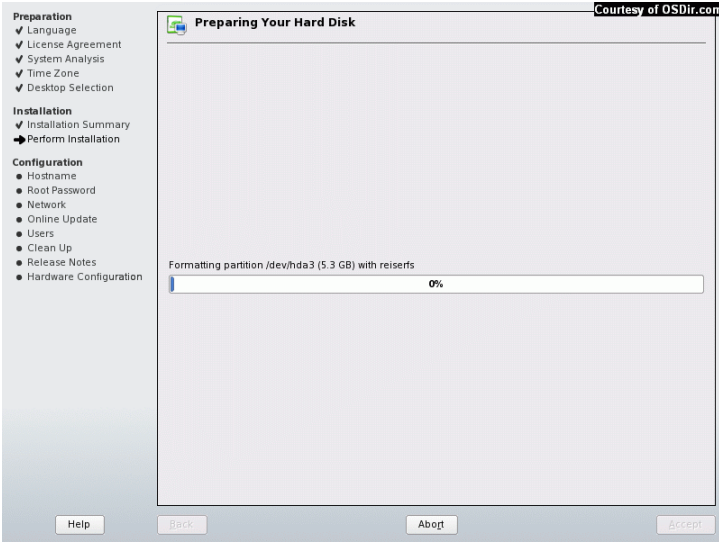 Courtesy of OSDir.com
Preparation
Language
License Agreement
System Analysis
Time Zone
Desktop Selection
Installation
Installation Summary
Perform Installation
Configuration
Hostname
Root Password
Network
Online Update
Users
Clean Up
Release Notes
Hardware Configuration
Preparing Your Hard Disk
Formatting partition /dev/hda3 (5.3 GB) with reiserfs
0%
Help
Back
Abort
Accept